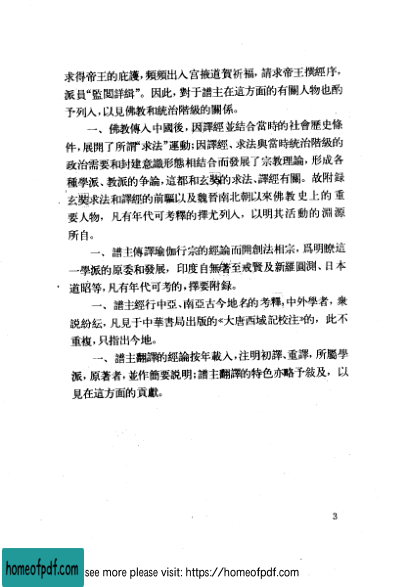 求得帝王的庇護，頻頻出入宫掖道賀祈福，請求帝王撰經序，
派員“監閲詳緝”。因此，對于譜主在這方面的有關人物也酌
予列入，以見佛教和統治階級的關係。
一、佛教傳入中國後，因譯經並結合當時的社會歷史條
件，展開了所謂“求法”運動；因譯經、求法與當時統治階級的
政治需要和封建意識形態相結合而發展了宗教理論，形成各
種學派、教派的争論，這都和玄奘的求法、譯經有關。故附録
玄奘求法和譯經的前驅以及魏晉南北朝以來佛教史上的重
要人物，凡有年代可考釋的擇尤列入，以明其活動的淵源
所自。
一、譜主傳譯瑜伽行宗的經論而開創法相宗，爲明瞭這
一學派的原委和發展，印度自無著至戒賢及新羅圓測、日本
道昭等，凡有年代可考的，擇要附録。
一、譜主經行中亞、南亞古今地名的考釋，中外學者，衆
説紛紜，凡見于中華書局出版的《大唐西域記校注》的，此不
重複，只指出今地。
一、譜主翻譯的經論按年載入，注明初譯、重譯，所屬學
派，原著者，並作簡要説明；譜主翻譯的特色亦略予敍及，以
見在這方面的貢獻。
3
homeofpdf.com
see more please visit: https://homeofpdf.com